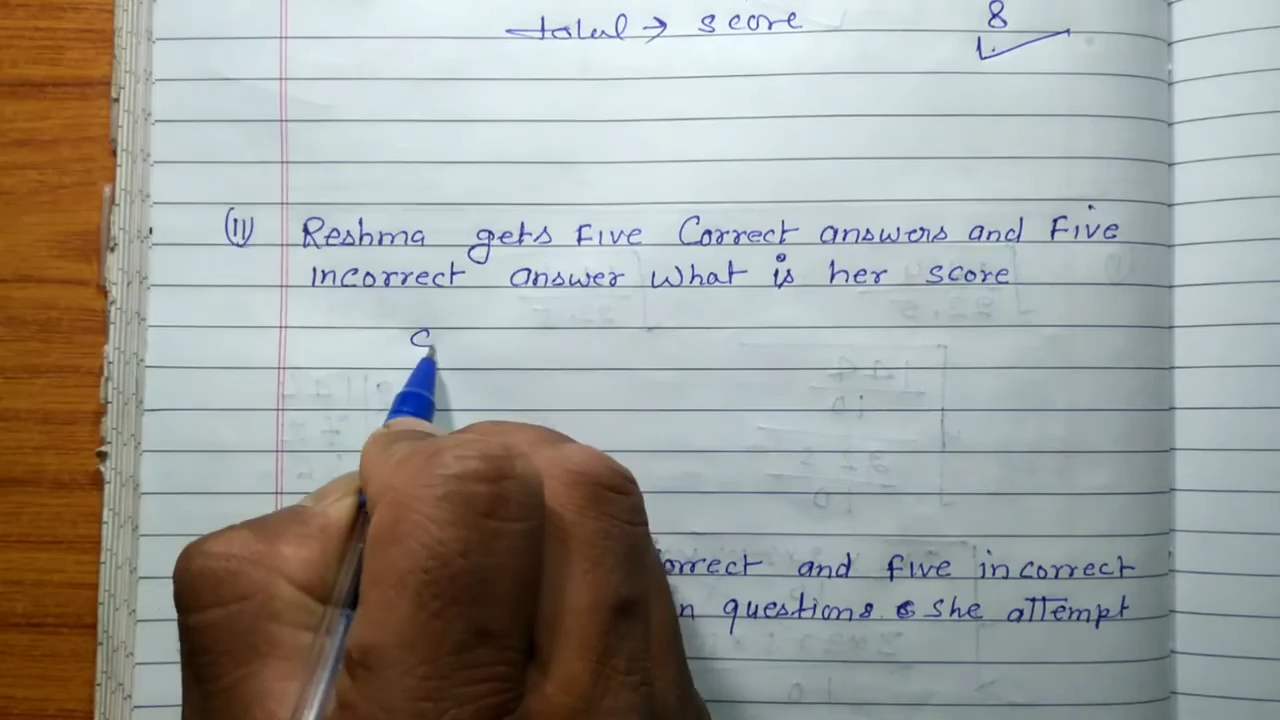 total → score 8
(II) Reshma gets Five Correct answers and Five
incorrect answer What is her score
C
orrect and five incorrect
n questions. she attempt